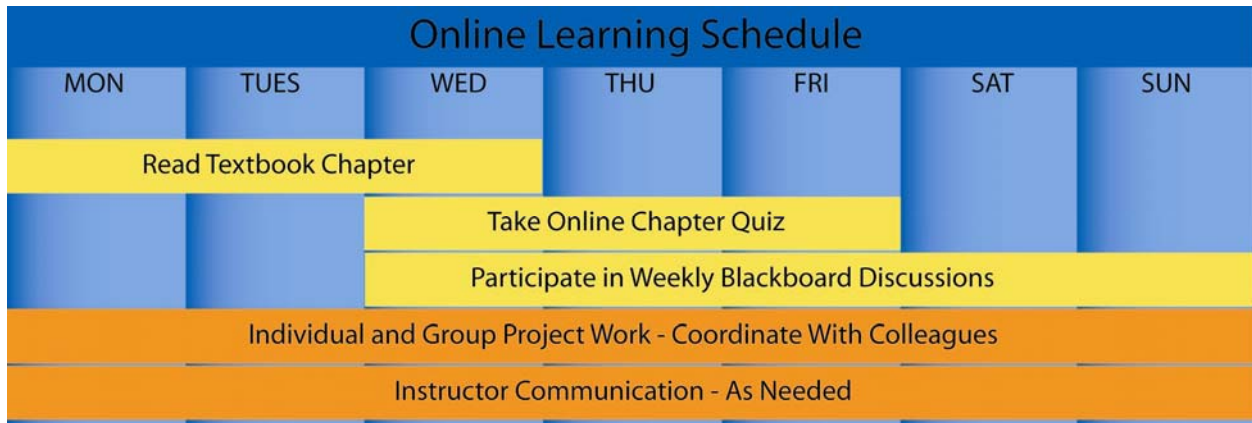 Online Learning Schedule
MON TUES WED THU FRI SAT SUN
Read Textbook Chapter
Take Online Chapter Quiz
Participate in Weekly Blackboard Discussions
Individual and Group Project Work - Coordinate With Colleagues
Instructor Communication - As Needed